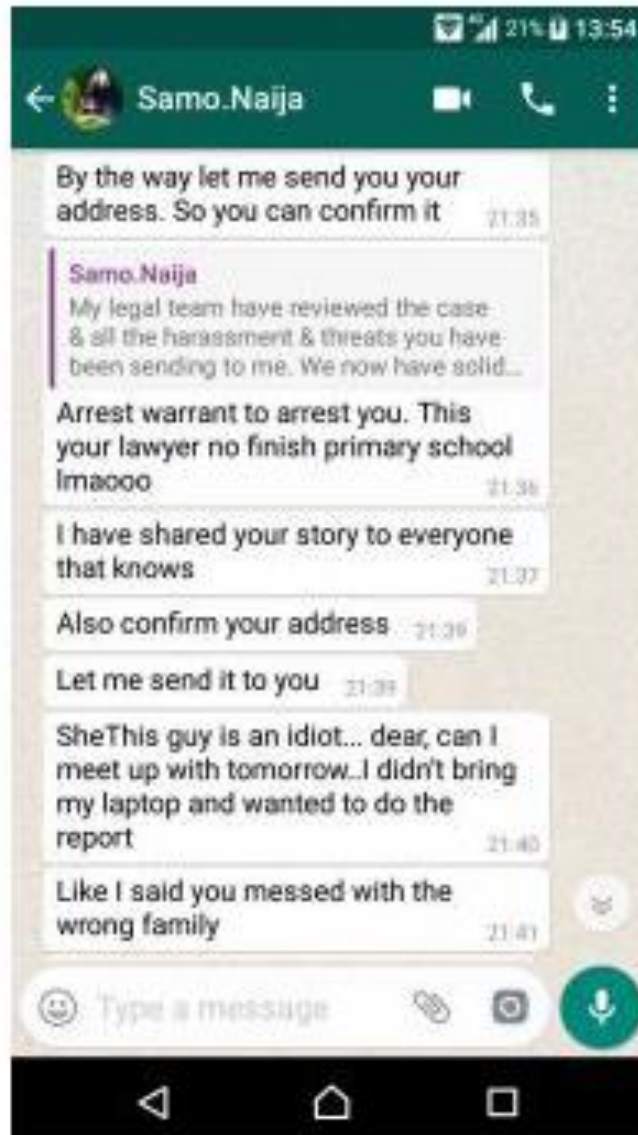 21% 13:54
Samo.Naija
By the way let me send you your
address. So you can confirm it 21:35
Samo.Naija
My legal team have reviewed the case
& all the harassment & threats you have
been sending to me. We now have solid...
Arrest warrant to arrest you. This
your lawyer no finish primary school
lmaooo 21:36
I have shared your story to everyone
that knows 21:37
Also confirm your address 21:39
Let me send it to you 21:39
SheThis guy is an idiot... dear, can I
meet up with tomorrow..I didn't bring
my laptop and wanted to do the
report 21:40
Like I said you messed with the
wrong family 21:41
Type a message